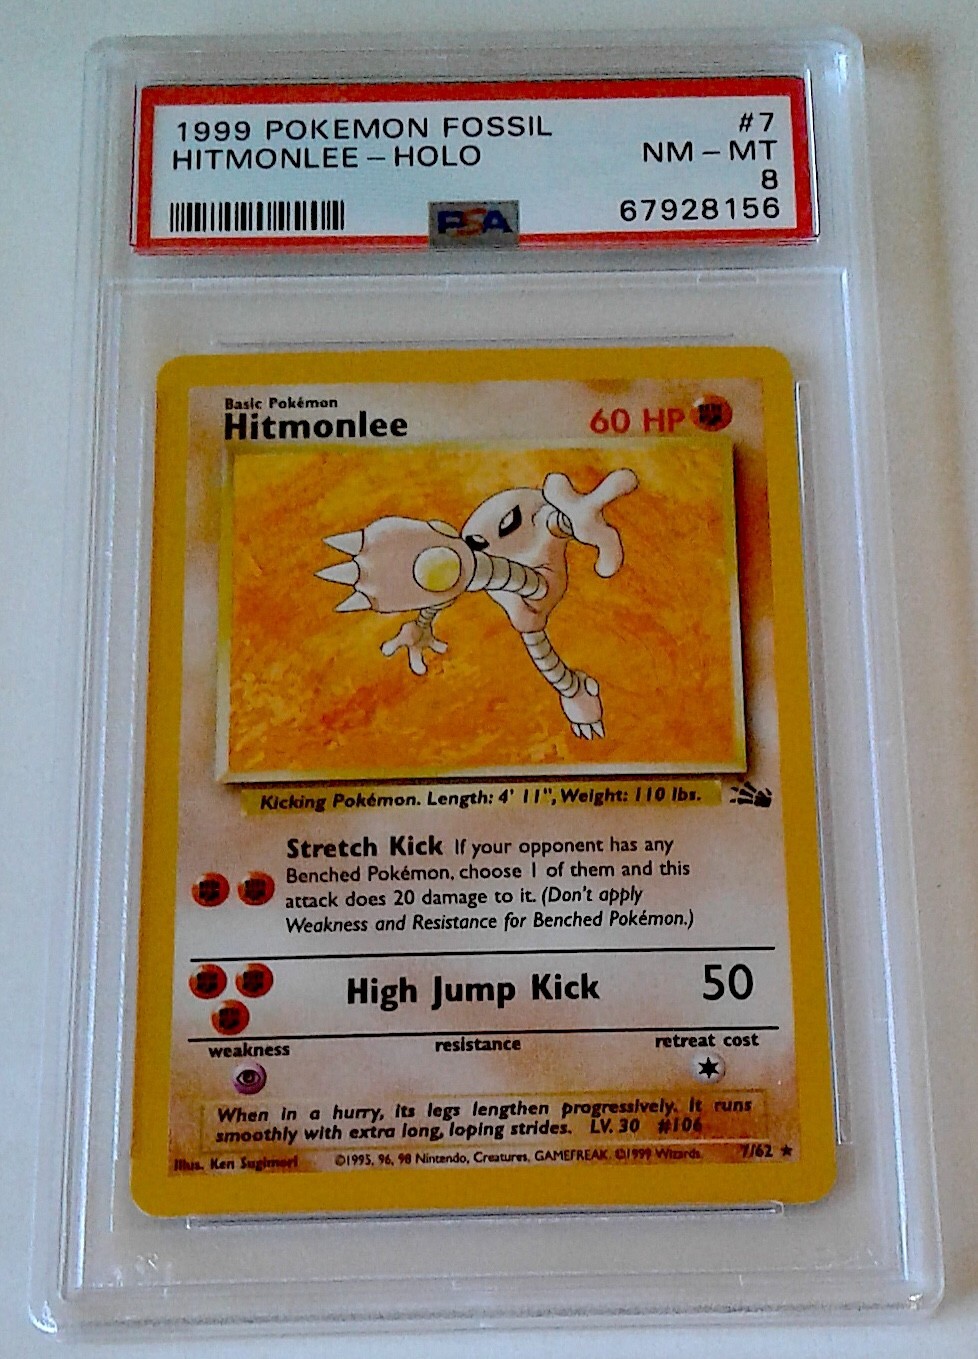 1999 POKEMON FOSSIL #7
HITMONLEE - HOLO NM - MT
8
PSA 67928156
Basic Pokémon
Hitmonlee 60 HP
Kicking Pokémon. Length: 4' 11", Weight: 110 lbs.
Stretch Kick If your opponent has any
Benched Pokémon, choose 1 of them and this
attack does 20 damage to it. (Don't apply
Weakness and Resistance for Benched Pokémon.)
High Jump Kick 50
weakness resistance retreat cost
When in a hurry, its legs lengthen progressively. It runs
smoothly with extra long, loping strides. LV. 30 #106
Illus. Ken Sugimori ©1995, 96, 98 Nintendo, Creatures, GAMEFREAK. ©1999 Wizards. 7/62 ★